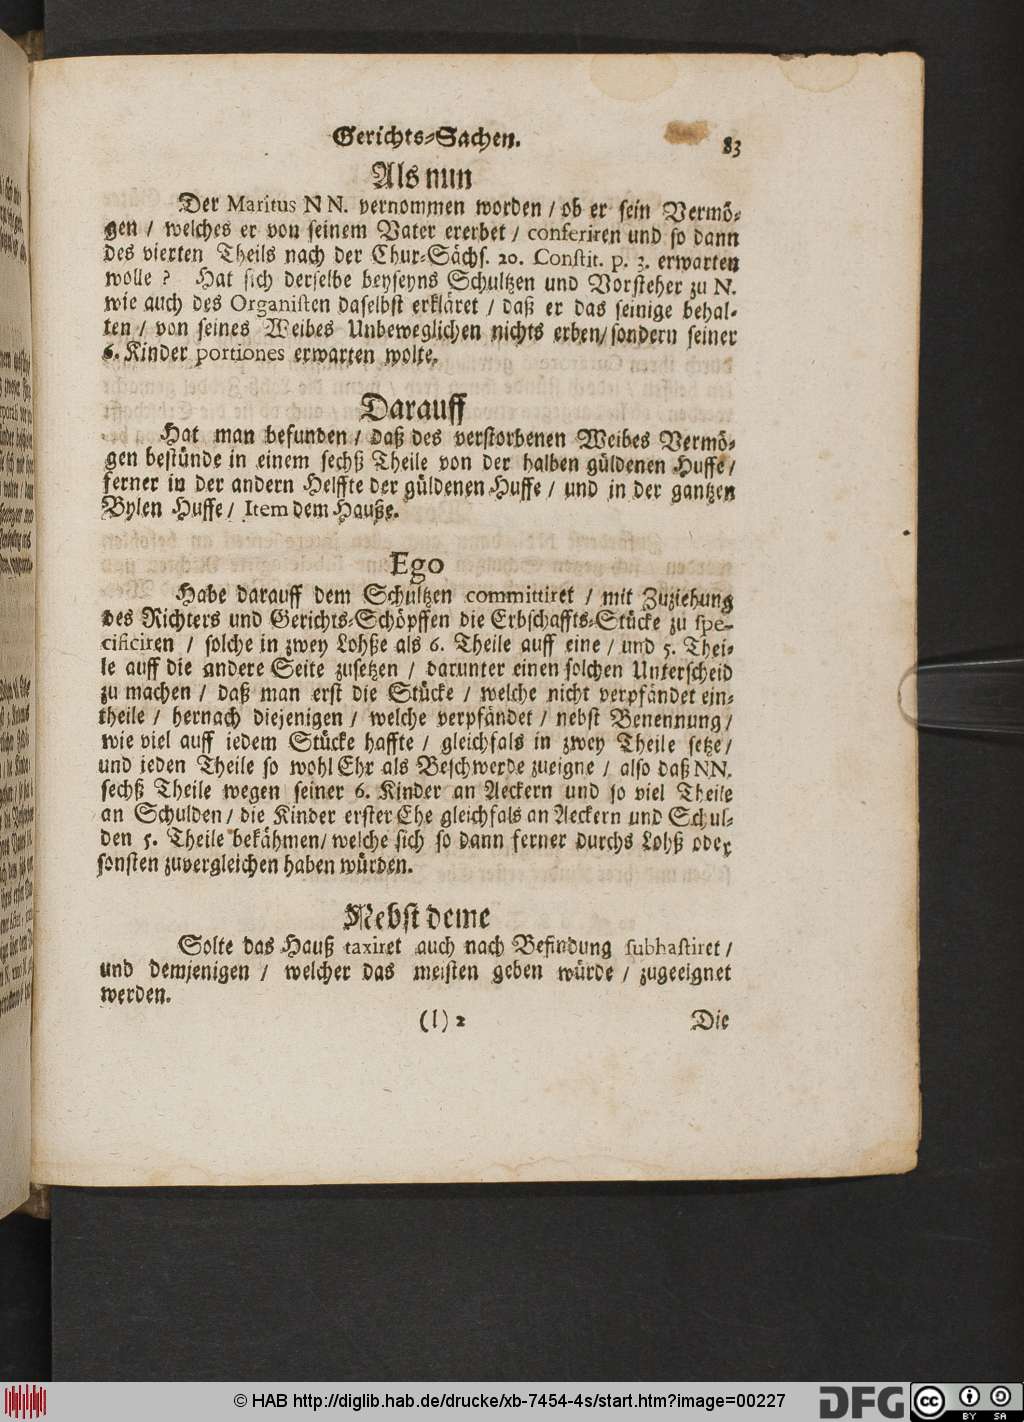 Gerichts-Sachen. 83
Als nun
Der Maritus N N. vernommen worden / ob er sein Vermö-
gen / welches er von seinem Vater ererbet / conferiren und so dann
des vierten Theils nach der Chur-Sächs. 20. Constit. p. 3. erwarten
wolle? Hat sich derselbe beyseyns Schultzen und Vorsteher zu N.
wie auch des Organisten daselbst erkläret / daß er das seinige behal-
ten / von seines Weibes Unbeweglichen nichts erben / sondern seiner
6. Kinder portiones erwarten wolte.
Darauff
Hat man befunden / daß des verstorbenen Weibes Vermö-
gen bestünde in einem sechß Theile von der halben güldenen Huffe /
ferner in der andern Helffte der güldenen Huffe / und in der gantzen
Bylen Huffe / Item dem Hauße.
Ego
Habe darauff dem Schultzen committiret / mit Zuziehung
des Richters und Gerichts-Schöpffen die Erbschaffts-Stücke zu spe-
cificiren / solche in zwey Lohße als 6. Theile auff eine / und 5. Thei-
le auff die andere Seite zusetzen / darunter einen solchen Unterscheid
zu machen / daß man erst die Stücke / welche nicht verpfändet ein-
theile / hernach diejenigen / welche verpfändet / nebst Benennung /
wie viel auff iedem Stücke haffte / gleichfals in zwey Theile setze /
und ieden Theile so wohl Ehr als Beschwerde zueigne / also daß NN.
sechß Theile wegen seiner 6. Kinder an Aeckern und so viel Theile
an Schulden / die Kinder erster Ehe gleichfals an Aeckern und Schul-
den 5. Theile bekähmen / welche sich so dann ferner durchs Lohß oder
sonsten zuvergleichen haben würden.
Nebst deme
Solte das Hauß taxiret auch nach Befindung subhastiret /
und demjenigen / welcher das meisten geben würde / zugeeignet
werden.
(l) 2 Die
© HAB http://diglib.hab.de/drucke/xb-7454-4s/start.htm?image=00227
DFG
cc BY SA